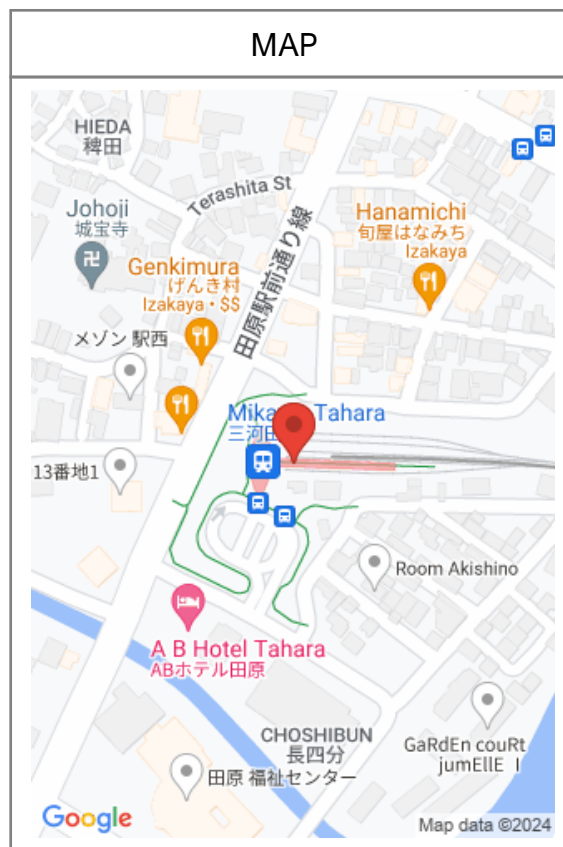 MAP
HIEDA
稗田
Terashita St
Johoji
城宝寺
Hanamichi
旬屋はなみち
Izakaya
Genkimura
げんき村
Izakaya・$$
田原駅前通り線
メゾン 駅西
Tahara
三河田
13番地1
Room Akishino
A B Hotel Tahara
ABホテル田原
CHOSHIBUN
長四分
GaRdEn couRt
jumEllE I
田原 福祉センター
Google
Map data ©2024